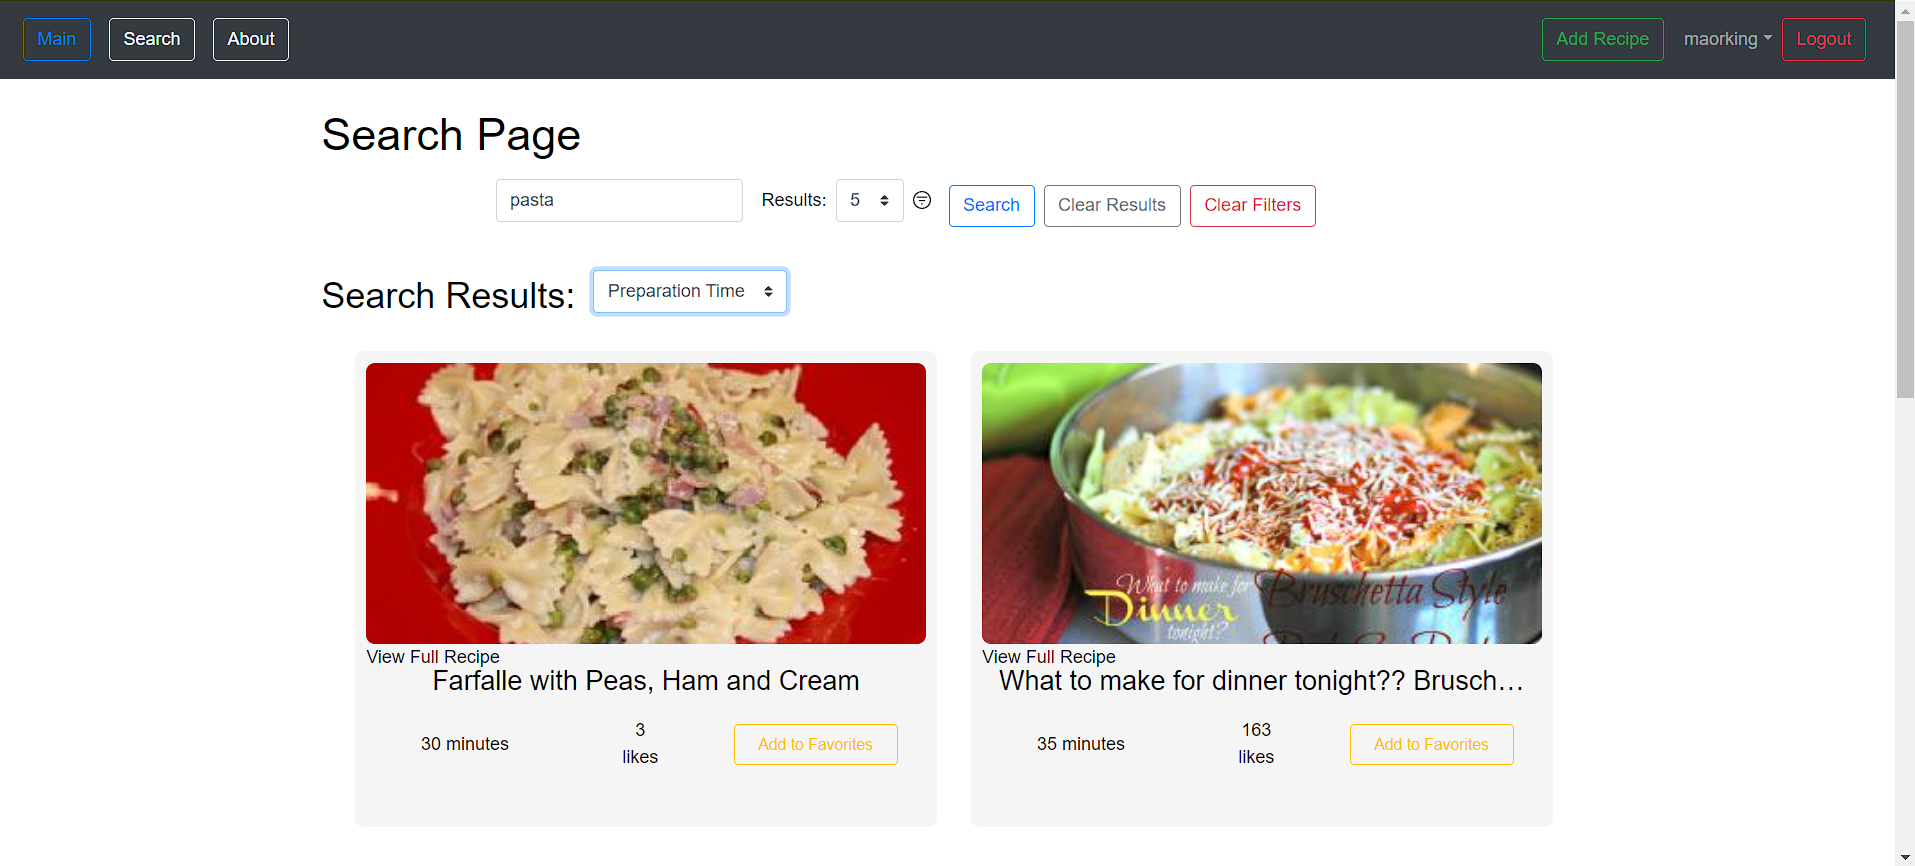 Main Search About Add Recipe maorking Logout
Search Page
pasta Results: 5 Search Clear Results Clear Filters
Search Results: Preparation Time
What to make for
Dinner
tonight?
Bruschetta Style
View Full Recipe
Farfalle with Peas, Ham and Cream
30 minutes
3
likes
Add to Favorites
View Full Recipe
What to make for dinner tonight?? Brusch...
35 minutes
163
likes
Add to Favorites